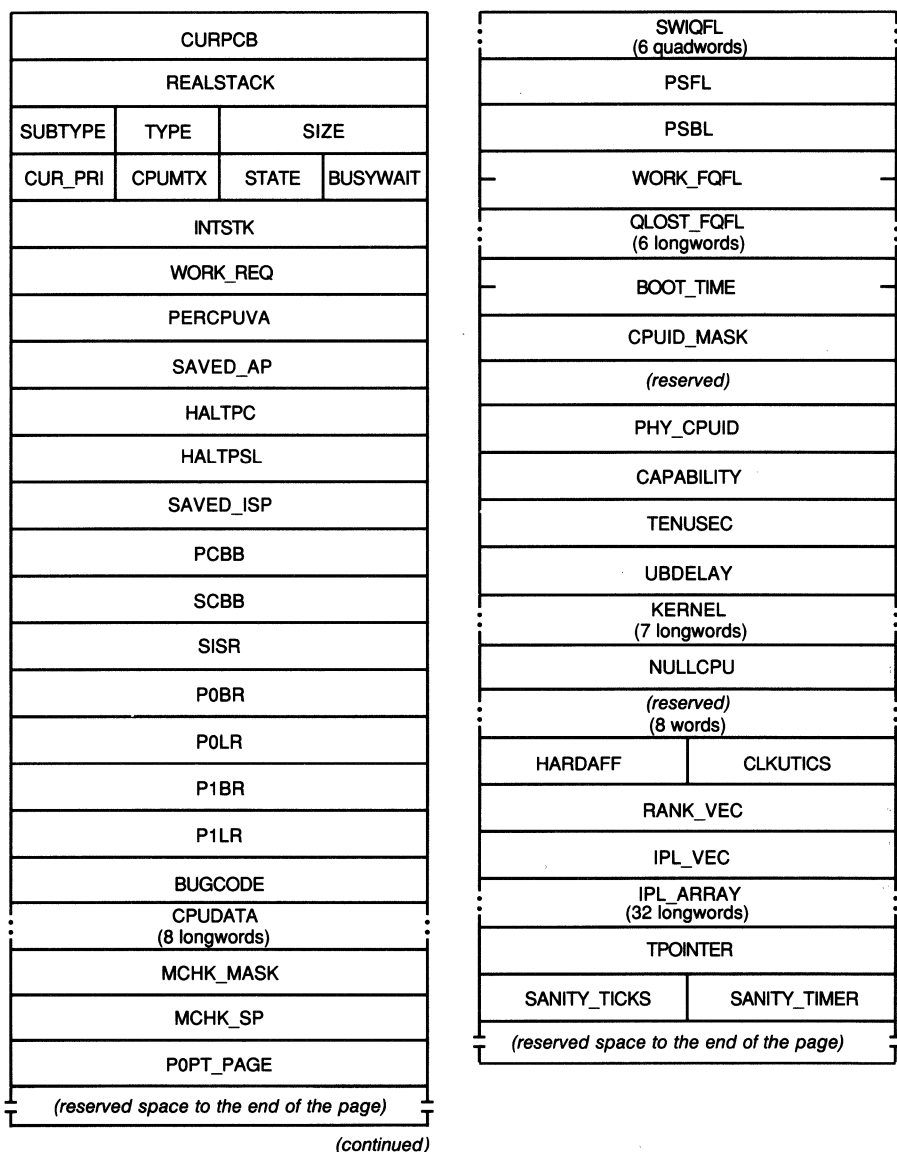 CURPCB
REALSTACK
SUBTYPE TYPE SIZE
CUR_PRI CPUMTX STATE BUSYWAIT
INTSTK
WORK_REQ
PERCPUVA
SAVED_AP
HALTPC
HALTPSL
SAVED_ISP
PCBB
SCBB
SISR
P0BR
P0LR
P1BR
P1LR
BUGCODE
CPUDATA
(8 longwords)
MCHK_MASK
MCHK_SP
P0PT_PAGE
(reserved space to the end of the page)
(continued)
SWIQFL
(6 quadwords)
PSFL
PSBL
WORK_FQFL
QLOST_FQFL
(6 longwords)
BOOT_TIME
CPUID_MASK
(reserved)
PHY_CPUID
CAPABILITY
TENUSEC
UBDELAY
KERNEL
(7 longwords)
NULLCPU
(reserved)
(8 words)
HARDAFF CLKUTICS
RANK_VEC
IPL_VEC
IPL_ARRAY
(32 longwords)
TPOINTER
SANITY_TICKS SANITY_TIMER
(reserved space to the end of the page)